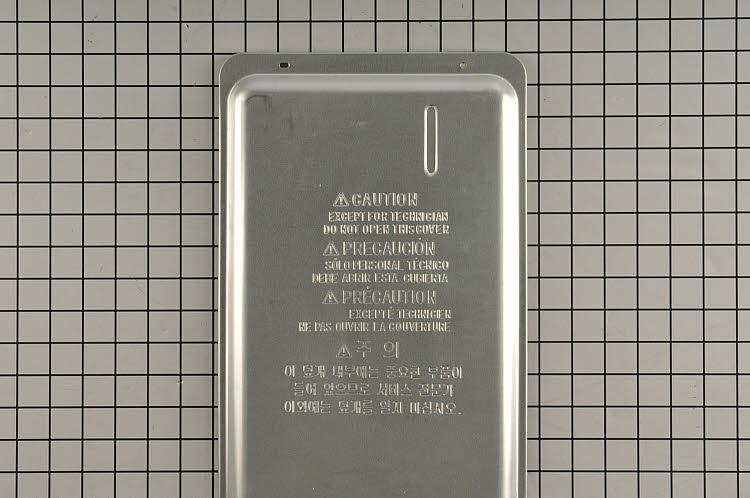 ⚠ CAUTION
EXCEPT FOR TECHNICIAN
DO NOT OPEN THIS COVER
⚠ PRECAUCIÓN
SÓLO PERSONAL TÉCNICO
DEBE ABRIR ESTA CUBIERTA
⚠ PRÉCAUTION
EXCEPTÉ TECHNICIEN
NE PAS OUVRIR LA COUVERTURE
⚠ 주 의
이 덮개 내부에는 중요한 부품이
들어 있으므로 서비스 전문가
이외에는 덮개를 열지 마십시오.